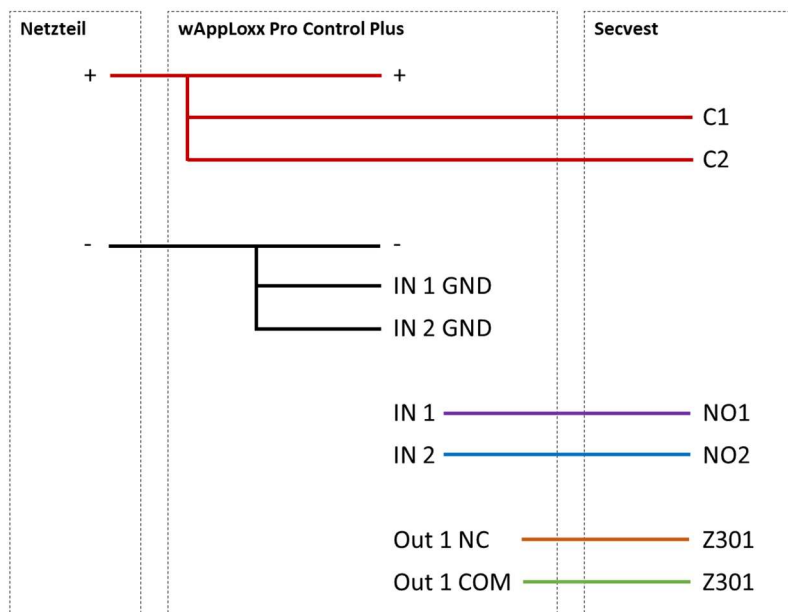 Netzteil wAppLoxx Pro Control Plus Secvest
+ +
C1
C2
- -
IN 1 GND
IN 2 GND
IN 1 NO1
IN 2 NO2
Out 1 NC Z301
Out 1 COM Z301